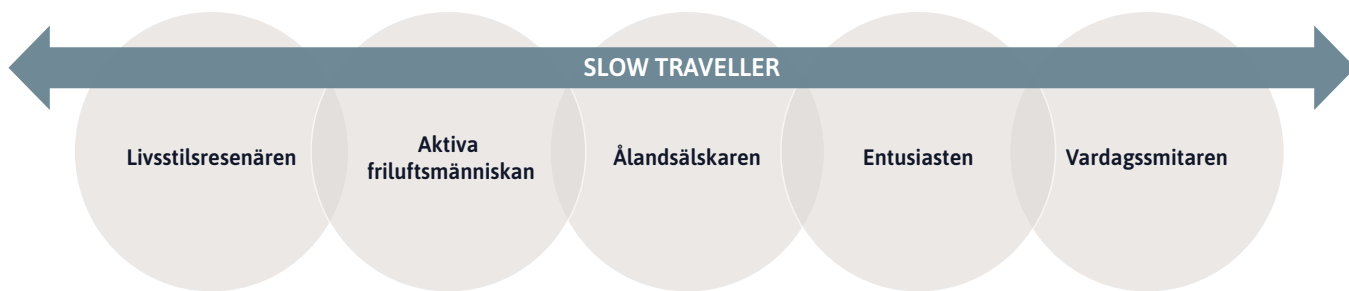 SLOW TRAVELLER
Livsstilsresenären
Aktiva
friluftsmänniskan
Ålandsälskaren
Entusiasten
Vardagssmitaren